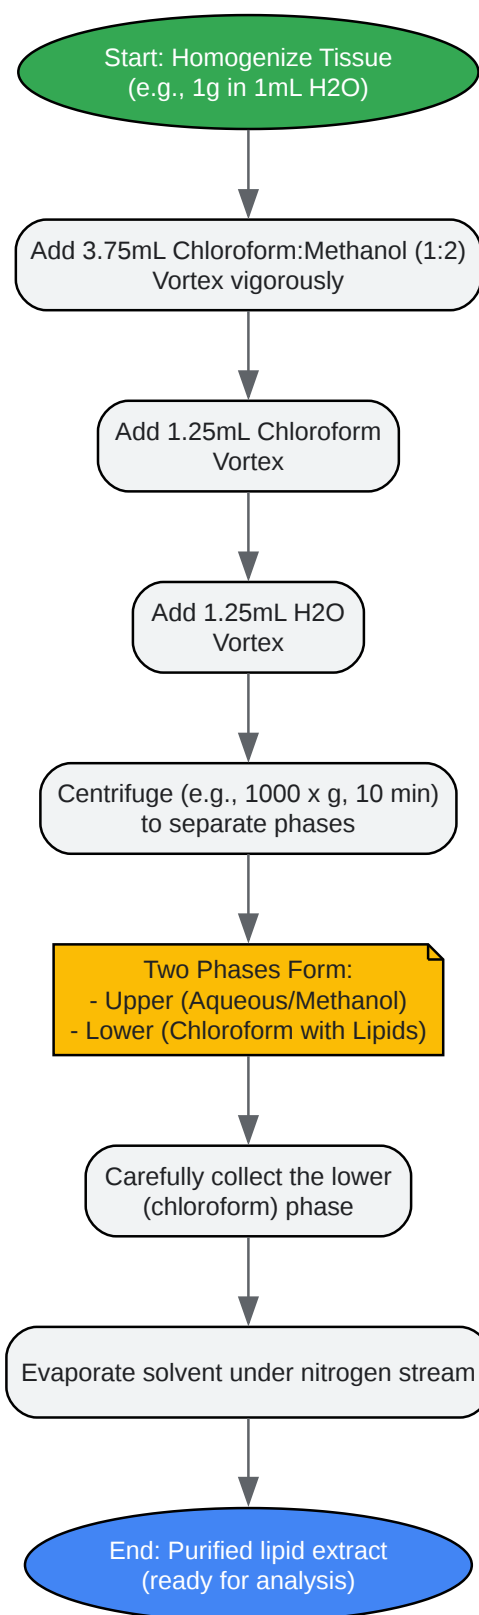 Start: Homogenize Tissue
(e.g., 1g in 1mL H2O)
Add 3.75mL Chloroform:Methanol (1:2)
Vortex vigorously
Add 1.25mL Chloroform
Vortex
Add 1.25mL H2O
Vortex
Centrifuge (e.g., 1000 x g, 10 min)
to separate phases
Two Phases Form:
- Upper (Aqueous/Methanol)
- Lower (Chloroform with Lipids)
Carefully collect the lower
(chloroform) phase
Evaporate solvent under nitrogen stream
End: Purified lipid extract
(ready for analysis)